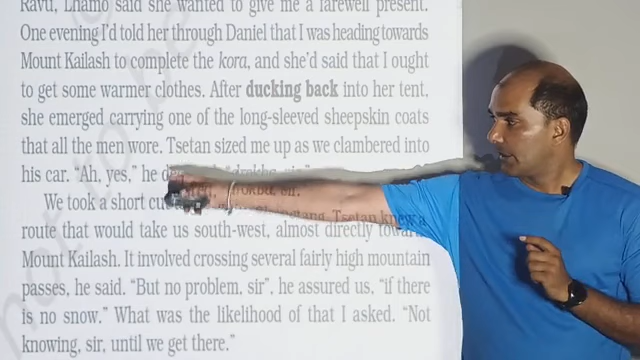 Ravu, Lhamo said she wanted to give me a farewell present.
One evening I'd told her through Daniel that I was heading towards
Mount Kailash to complete the kora, and she'd said that I ought
to get some warmer clothes. After ducking back into her tent,
she emerged carrying one of the long-sleeved sheepskin coats
that all the men wore. Tsetan sized me up as we clambered into
his car. "Ah, yes," he
We took a short Tsetan knew a
route that would take us south-west, almost directly
Mount Kailash. It involved crossing several fairly high mountain
passes, he said. "But no problem, sir", he assured us, "if there
is no snow." What was the likelihood of that I asked. "Not
knowing, sir, until we get there."